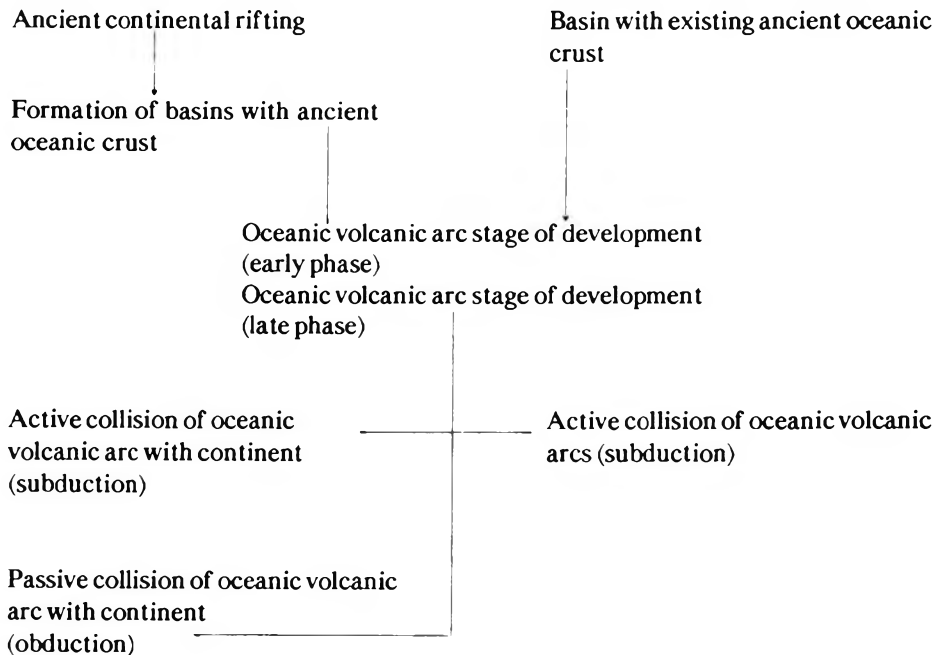 Ancient continental rifting
Basin with existing ancient oceanic
crust
Formation of basins with ancient
oceanic crust
Oceanic volcanic arc stage of development
(early phase)
Oceanic volcanic arc stage of development
(late phase)
Active collision of oceanic
volcanic arc with continent
(subduction)
Active collision of oceanic volcanic
arcs (subduction)
Passive collision of oceanic volcanic
arc with continent
(obduction)